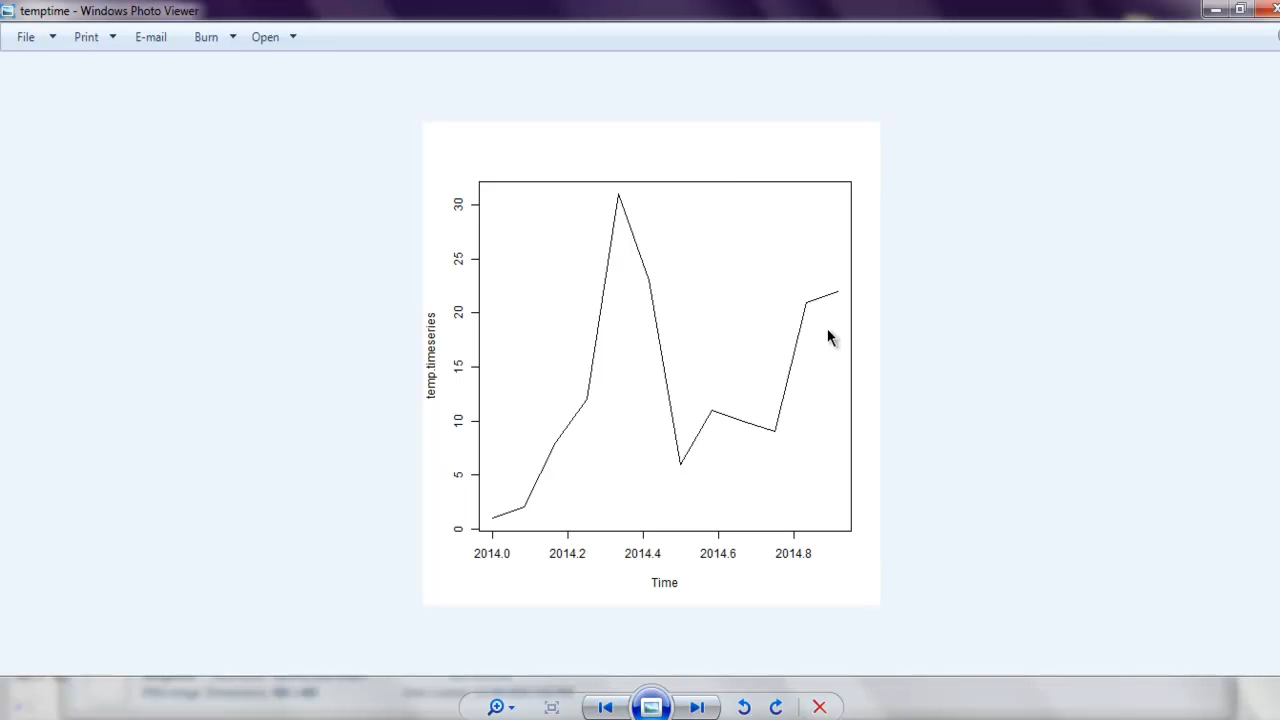 temptime - Windows Photo Viewer
File Print E-mail Burn Open
30
25
20
15
10
5
0
temp.timeseries
2014.0 2014.2 2014.4 2014.6 2014.8
Time